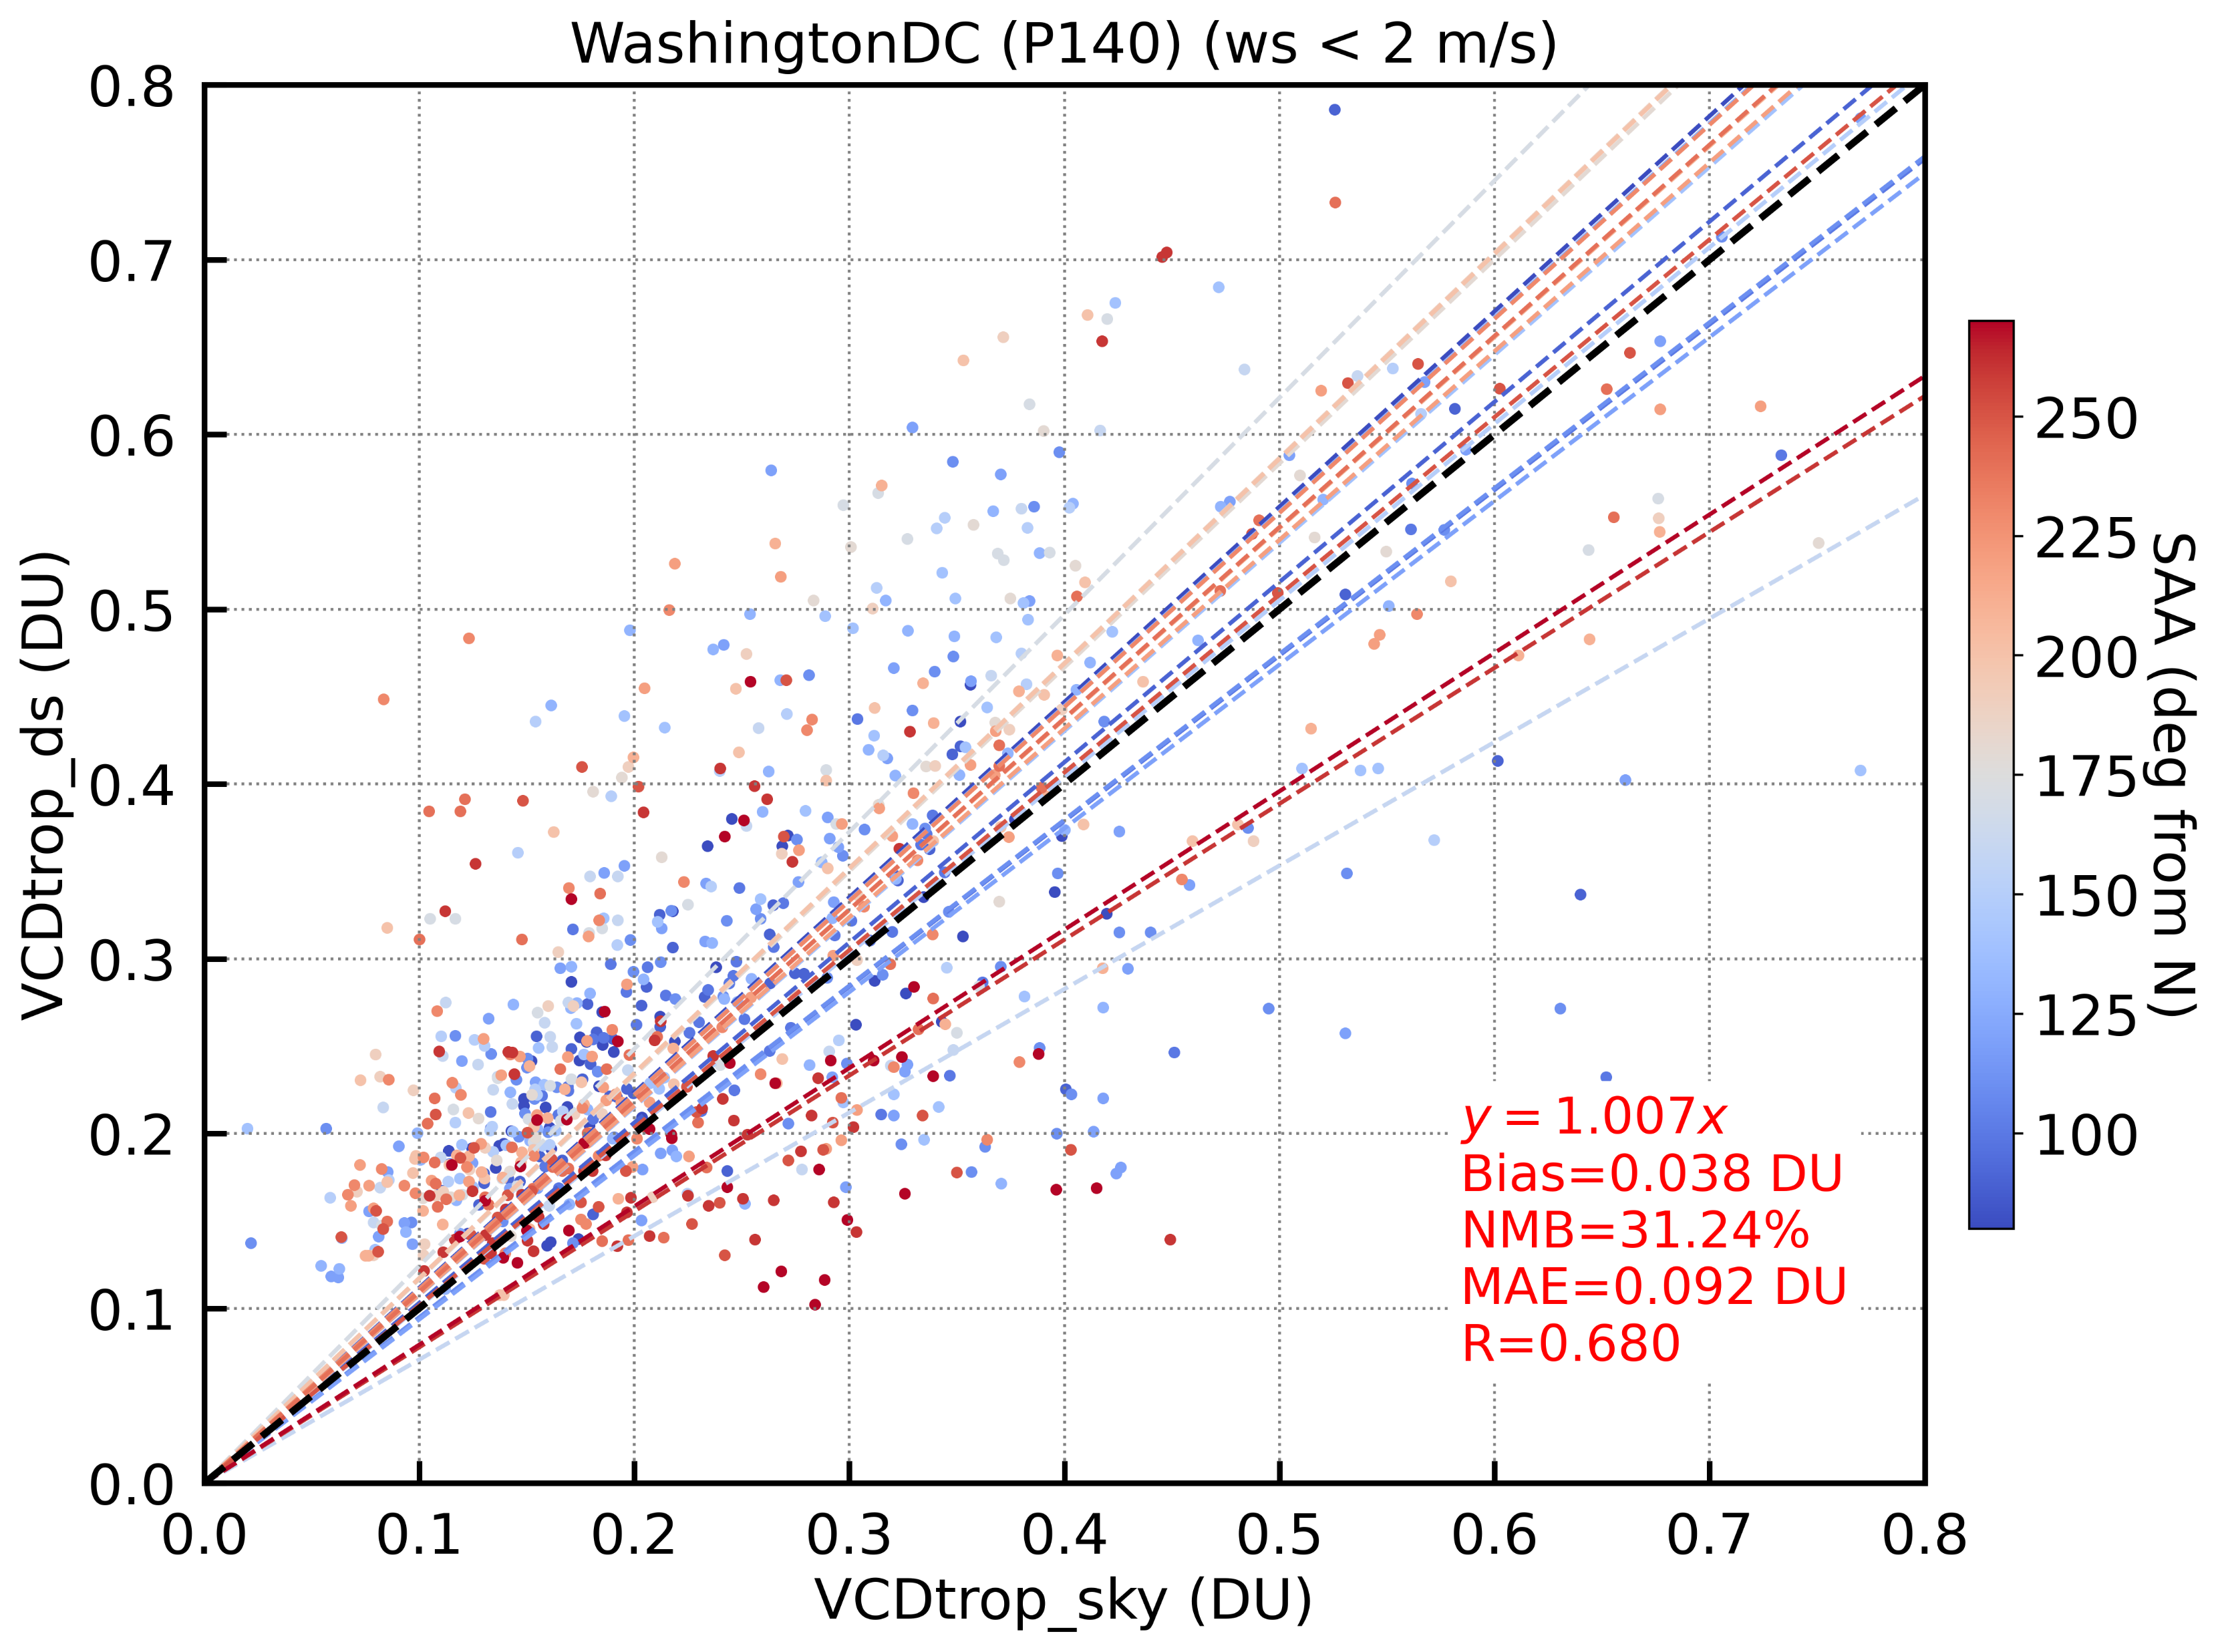 WashingtonDC (P140) (ws < 2 m/s)
0.8
0.7
0.6
0.5
0.4
0.3
0.2
0.1
0.0
VCDtrop_ds (DU)
0.0 0.1 0.2 0.3 0.4 0.5 0.6 0.7 0.8
VCDtrop_sky (DU)
y = 1.007x
Bias=0.038 DU
NMB=31.24%
MAE=0.092 DU
R=0.680
250
225
200
175
150
125
100
SAA (deg from N)